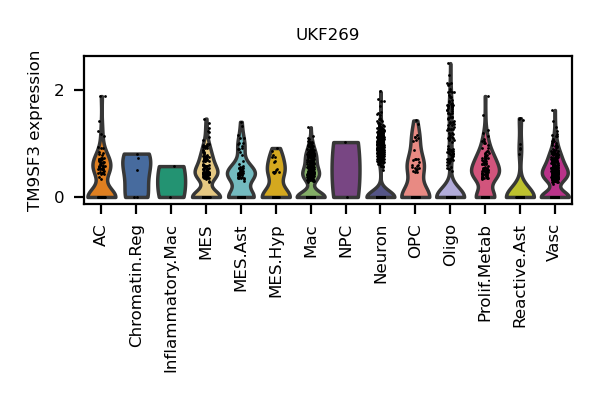 UKF269
TM9SF3 expression
2
0
AC
Chromatin.Reg
Inflammatory.Mac
MES
MES.Ast
MES.Hyp
Mac
NPC
Neuron
OPC
Oligo
Prolif.Metab
Reactive.Ast
Vasc